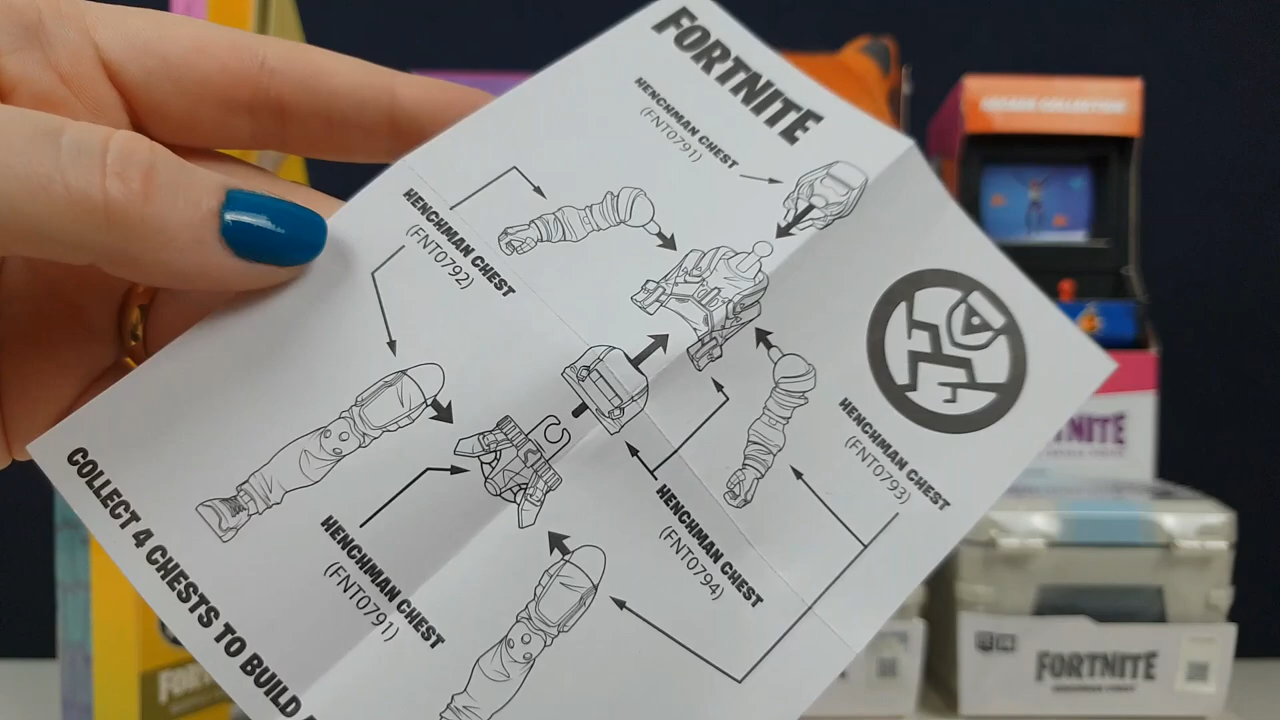 FORTNITE
HENCHMAN CHEST
(FNT0791)
HENCHMAN CHEST
(FNT0792)
HENCHMAN CHEST
(FNT0793)
HENCHMAN CHEST
(FNT0794)
HENCHMAN CHEST
(FNT0791)
COLLECT 4 CHESTS TO BUILD
COLLECTION
FORTNITE